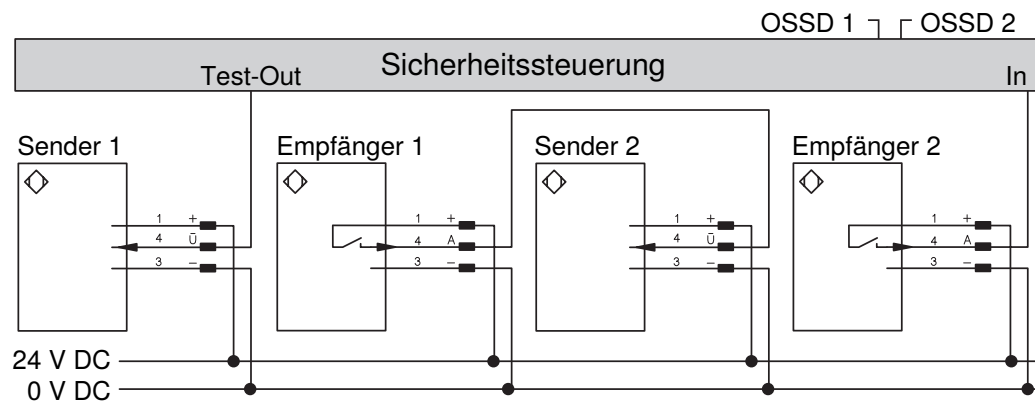 OSSD 1 OSSD 2
Sicherheitssteuerung
Test-Out In
Sender 1 Empfänger 1 Sender 2 Empfänger 2
1 + 1 + 1 + 1 +
4 Ü 4 A 4 Ü 4 A
3 – 3 – 3 – 3 –
24 V DC
0 V DC